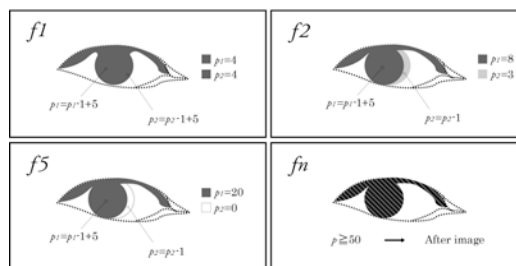 f1
p1=4
p2=4
p1=p1-1+5
p2=p2-1+5
f2
p1=8
p2=3
p1=p1-1+5
p2=p2-1
f5
p1=20
p2=0
p1=p1-1+5
p2=p2-1
fn
p≧50 → After image